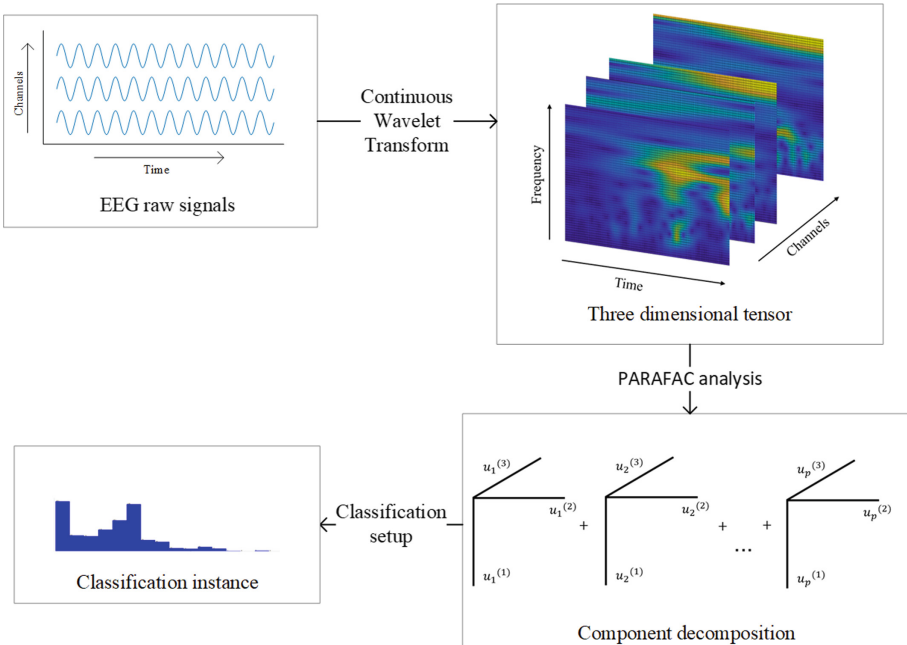 Channels
Time
EEG raw signals
Continuous
Wavelet
Transform
Frequency
Time
Channels
Three dimensional tensor
PARAFAC analysis
u₁⁽³⁾
u₁⁽²⁾
u₁⁽¹⁾
+
u₂⁽³⁾
u₂⁽²⁾
u₂⁽¹⁾
+ ... +
uₚ⁽³⁾
uₚ⁽²⁾
uₚ⁽¹⁾
Component decomposition
Classification
setup
Classification instance